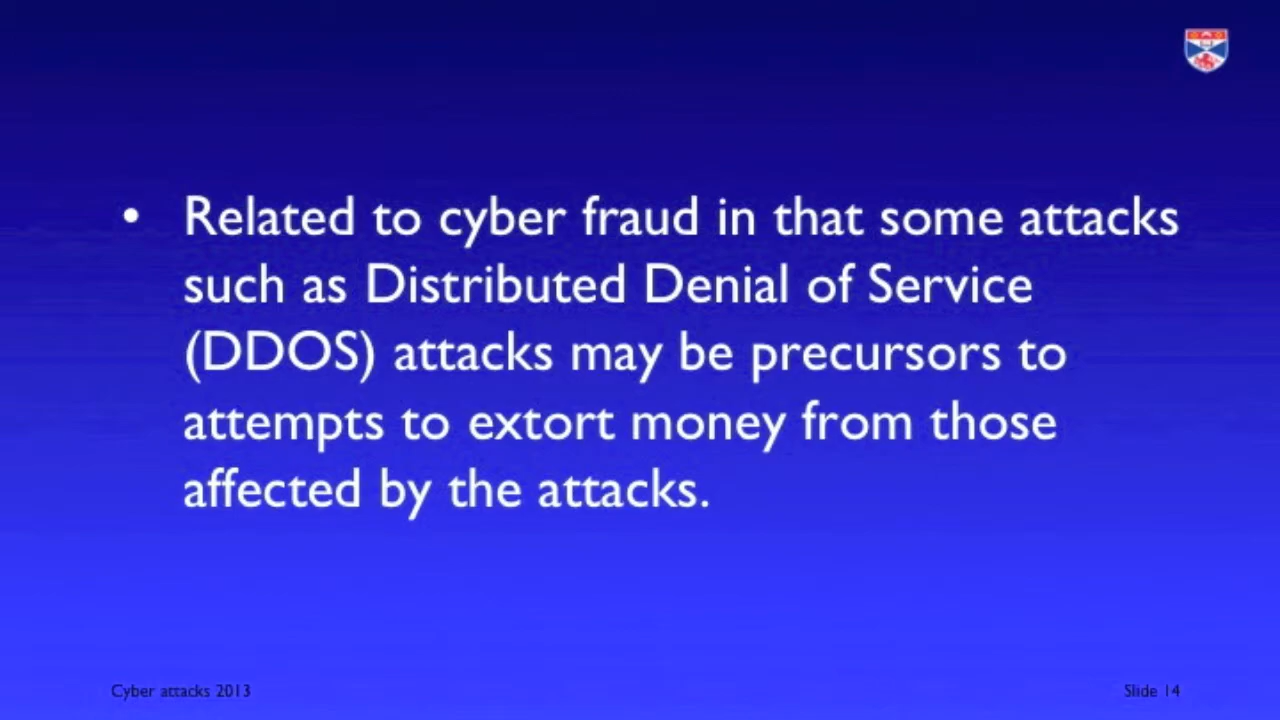 • Related to cyber fraud in that some attacks
such as Distributed Denial of Service
(DDOS) attacks may be precursors to
attempts to extort money from those
affected by the attacks.
Cyber attacks 2013
Slide 14